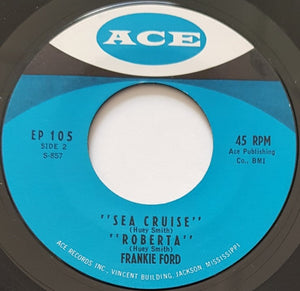 ACE
EP 105
SIDE 2
S-857
45 RPM
Ace Publishing
Co., BMI
"SEA CRUISE"
(Huey Smith)
"ROBERTA"
(Huey Smith)
FRANKIE FORD
ACE RECORDS INC., VINCENT BUILDING, JACKSON, MISSISSIPPI